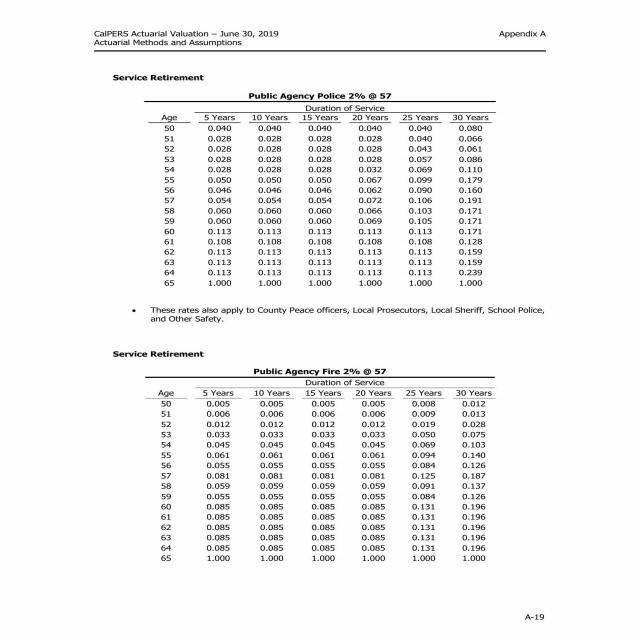 CalPERS Actuarial Valuation – June 30, 2019 Appendix A
Actuarial Methods and Assumptions
Service Retirement
Public Agency Police 2% @ 57
Duration of Service
Age 5 Years 10 Years 15 Years 20 Years 25 Years 30 Years
50 0.040 0.040 0.040 0.040 0.040 0.080
51 0.028 0.028 0.028 0.028 0.040 0.066
52 0.028 0.028 0.028 0.028 0.043 0.061
53 0.028 0.028 0.028 0.028 0.057 0.086
54 0.028 0.028 0.028 0.032 0.069 0.110
55 0.050 0.050 0.050 0.067 0.099 0.179
56 0.046 0.046 0.046 0.062 0.090 0.160
57 0.054 0.054 0.054 0.072 0.106 0.191
58 0.060 0.060 0.060 0.066 0.103 0.171
59 0.060 0.060 0.060 0.069 0.105 0.171
60 0.113 0.113 0.113 0.113 0.113 0.171
61 0.108 0.108 0.108 0.108 0.108 0.128
62 0.113 0.113 0.113 0.113 0.113 0.159
63 0.113 0.113 0.113 0.113 0.113 0.159
64 0.113 0.113 0.113 0.113 0.113 0.239
65 1.000 1.000 1.000 1.000 1.000 1.000
• These rates also apply to County Peace officers, Local Prosecutors, Local Sheriff, School Police,
and Other Safety.
Service Retirement
Public Agency Fire 2% @ 57
Duration of Service
Age 5 Years 10 Years 15 Years 20 Years 25 Years 30 Years
50 0.005 0.005 0.005 0.005 0.008 0.012
51 0.006 0.006 0.006 0.006 0.009 0.013
52 0.012 0.012 0.012 0.012 0.019 0.028
53 0.033 0.033 0.033 0.033 0.050 0.075
54 0.045 0.045 0.045 0.045 0.069 0.103
55 0.061 0.061 0.061 0.061 0.094 0.140
56 0.055 0.055 0.055 0.055 0.084 0.126
57 0.081 0.081 0.081 0.081 0.125 0.187
58 0.059 0.059 0.059 0.059 0.091 0.137
59 0.055 0.055 0.055 0.055 0.084 0.126
60 0.085 0.085 0.085 0.085 0.131 0.196
61 0.085 0.085 0.085 0.085 0.131 0.196
62 0.085 0.085 0.085 0.085 0.131 0.196
63 0.085 0.085 0.085 0.085 0.131 0.196
64 0.085 0.085 0.085 0.085 0.131 0.196
65 1.000 1.000 1.000 1.000 1.000 1.000
A-19